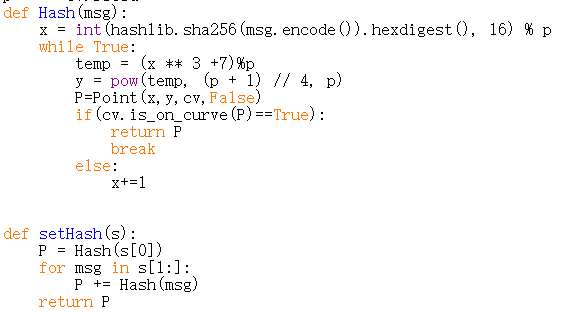 def Hash(msg):
    x = int(hashlib.sha256(msg.encode()).hexdigest(), 16) % p
    while True:
        temp = (x ** 3 +7)%p
        y = pow(temp, (p + 1) // 4, p)
        P=Point(x,y,cv,False)
        if(cv.is_on_curve(P)==True):
            return P
            break
        else:
            x+=1
def setHash(s):
    P = Hash(s[0])
    for msg in s[1:]:
        P += Hash(msg)
    return P